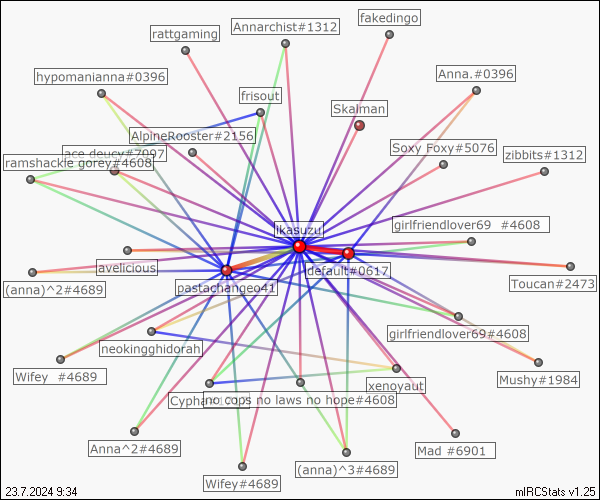 fakedingo
Annarchist#1312
rattgaming
hypomanianna#0396
Anna.#0396
frisout
Skaiman
AlpineRooster#2156
Soxy Foxy#5076
zibbits#1312
ace deucy#7097
ramshackle gorey#4608
girlfriendlover69 #4608
ikasuzu
avelicious
default#0617
Toucan#2473
(anna)^2#4689
pastachangeo41
girlfriendlover69#4608
neokingghidorah
Wifey #4689
xenoyaut
Mushy#1984
no cops no laws no hope#4608
Anna^2#4689
Mad #6901
(anna)^3#4689
Wifey#4689
23.7.2024 9:34
mIRCStats v1.25